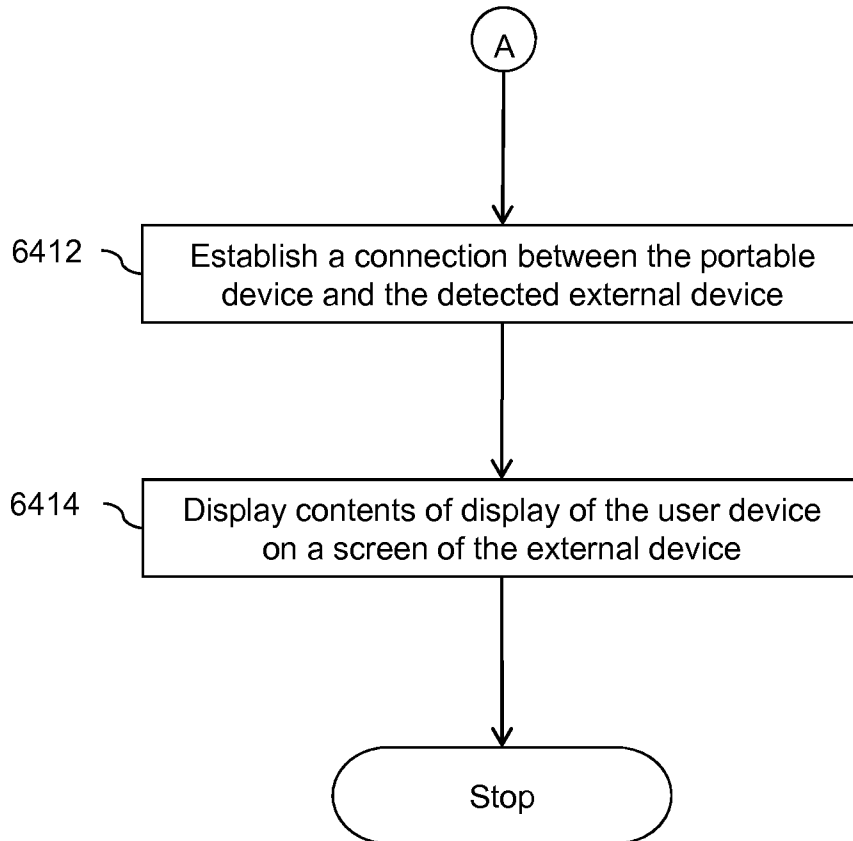 A
6412
Establish a connection between the portable
device and the detected external device
6414
Display contents of display of the user device
on a screen of the external device
Stop